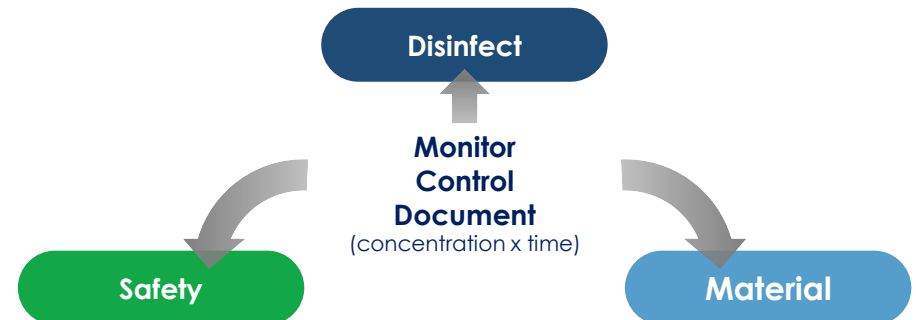 Disinfect
Monitor
Control
Document
(concentration x time)
Safety
Material